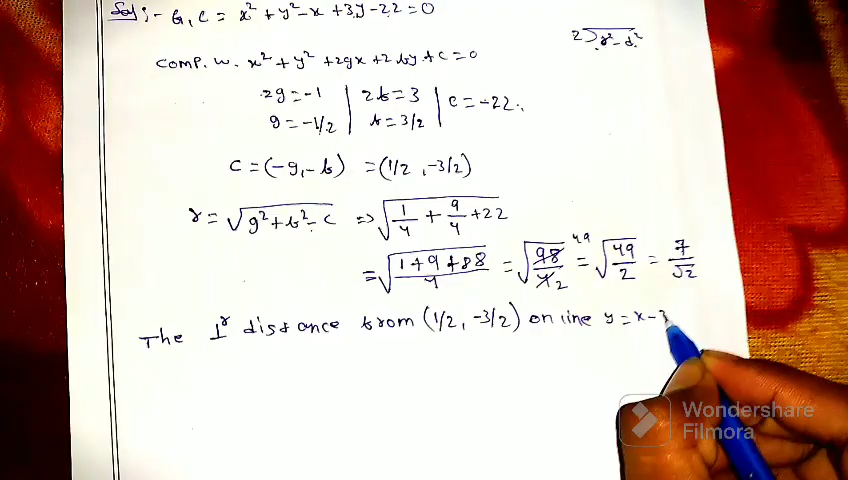 Sol:- G, C = x² + y² - x + 3y - 22 = 0
2√r² - d²
comp. w. x² + y² + 2gx + 2fy + c = 0
2g = -1 | 2f = 3 | c = -22.
g = -1/2 | f = 3/2
C = (-g, -f) = (1/2, -3/2)
r = √g² + f² - c => √1/4 + 9/4 + 22
= √1+9+88/4 = √98/4 2 = 49 √49/2 = 7/√2
The ⊥r distance from (1/2, -3/2) on line y = x - 3
Wondershare
Filmora